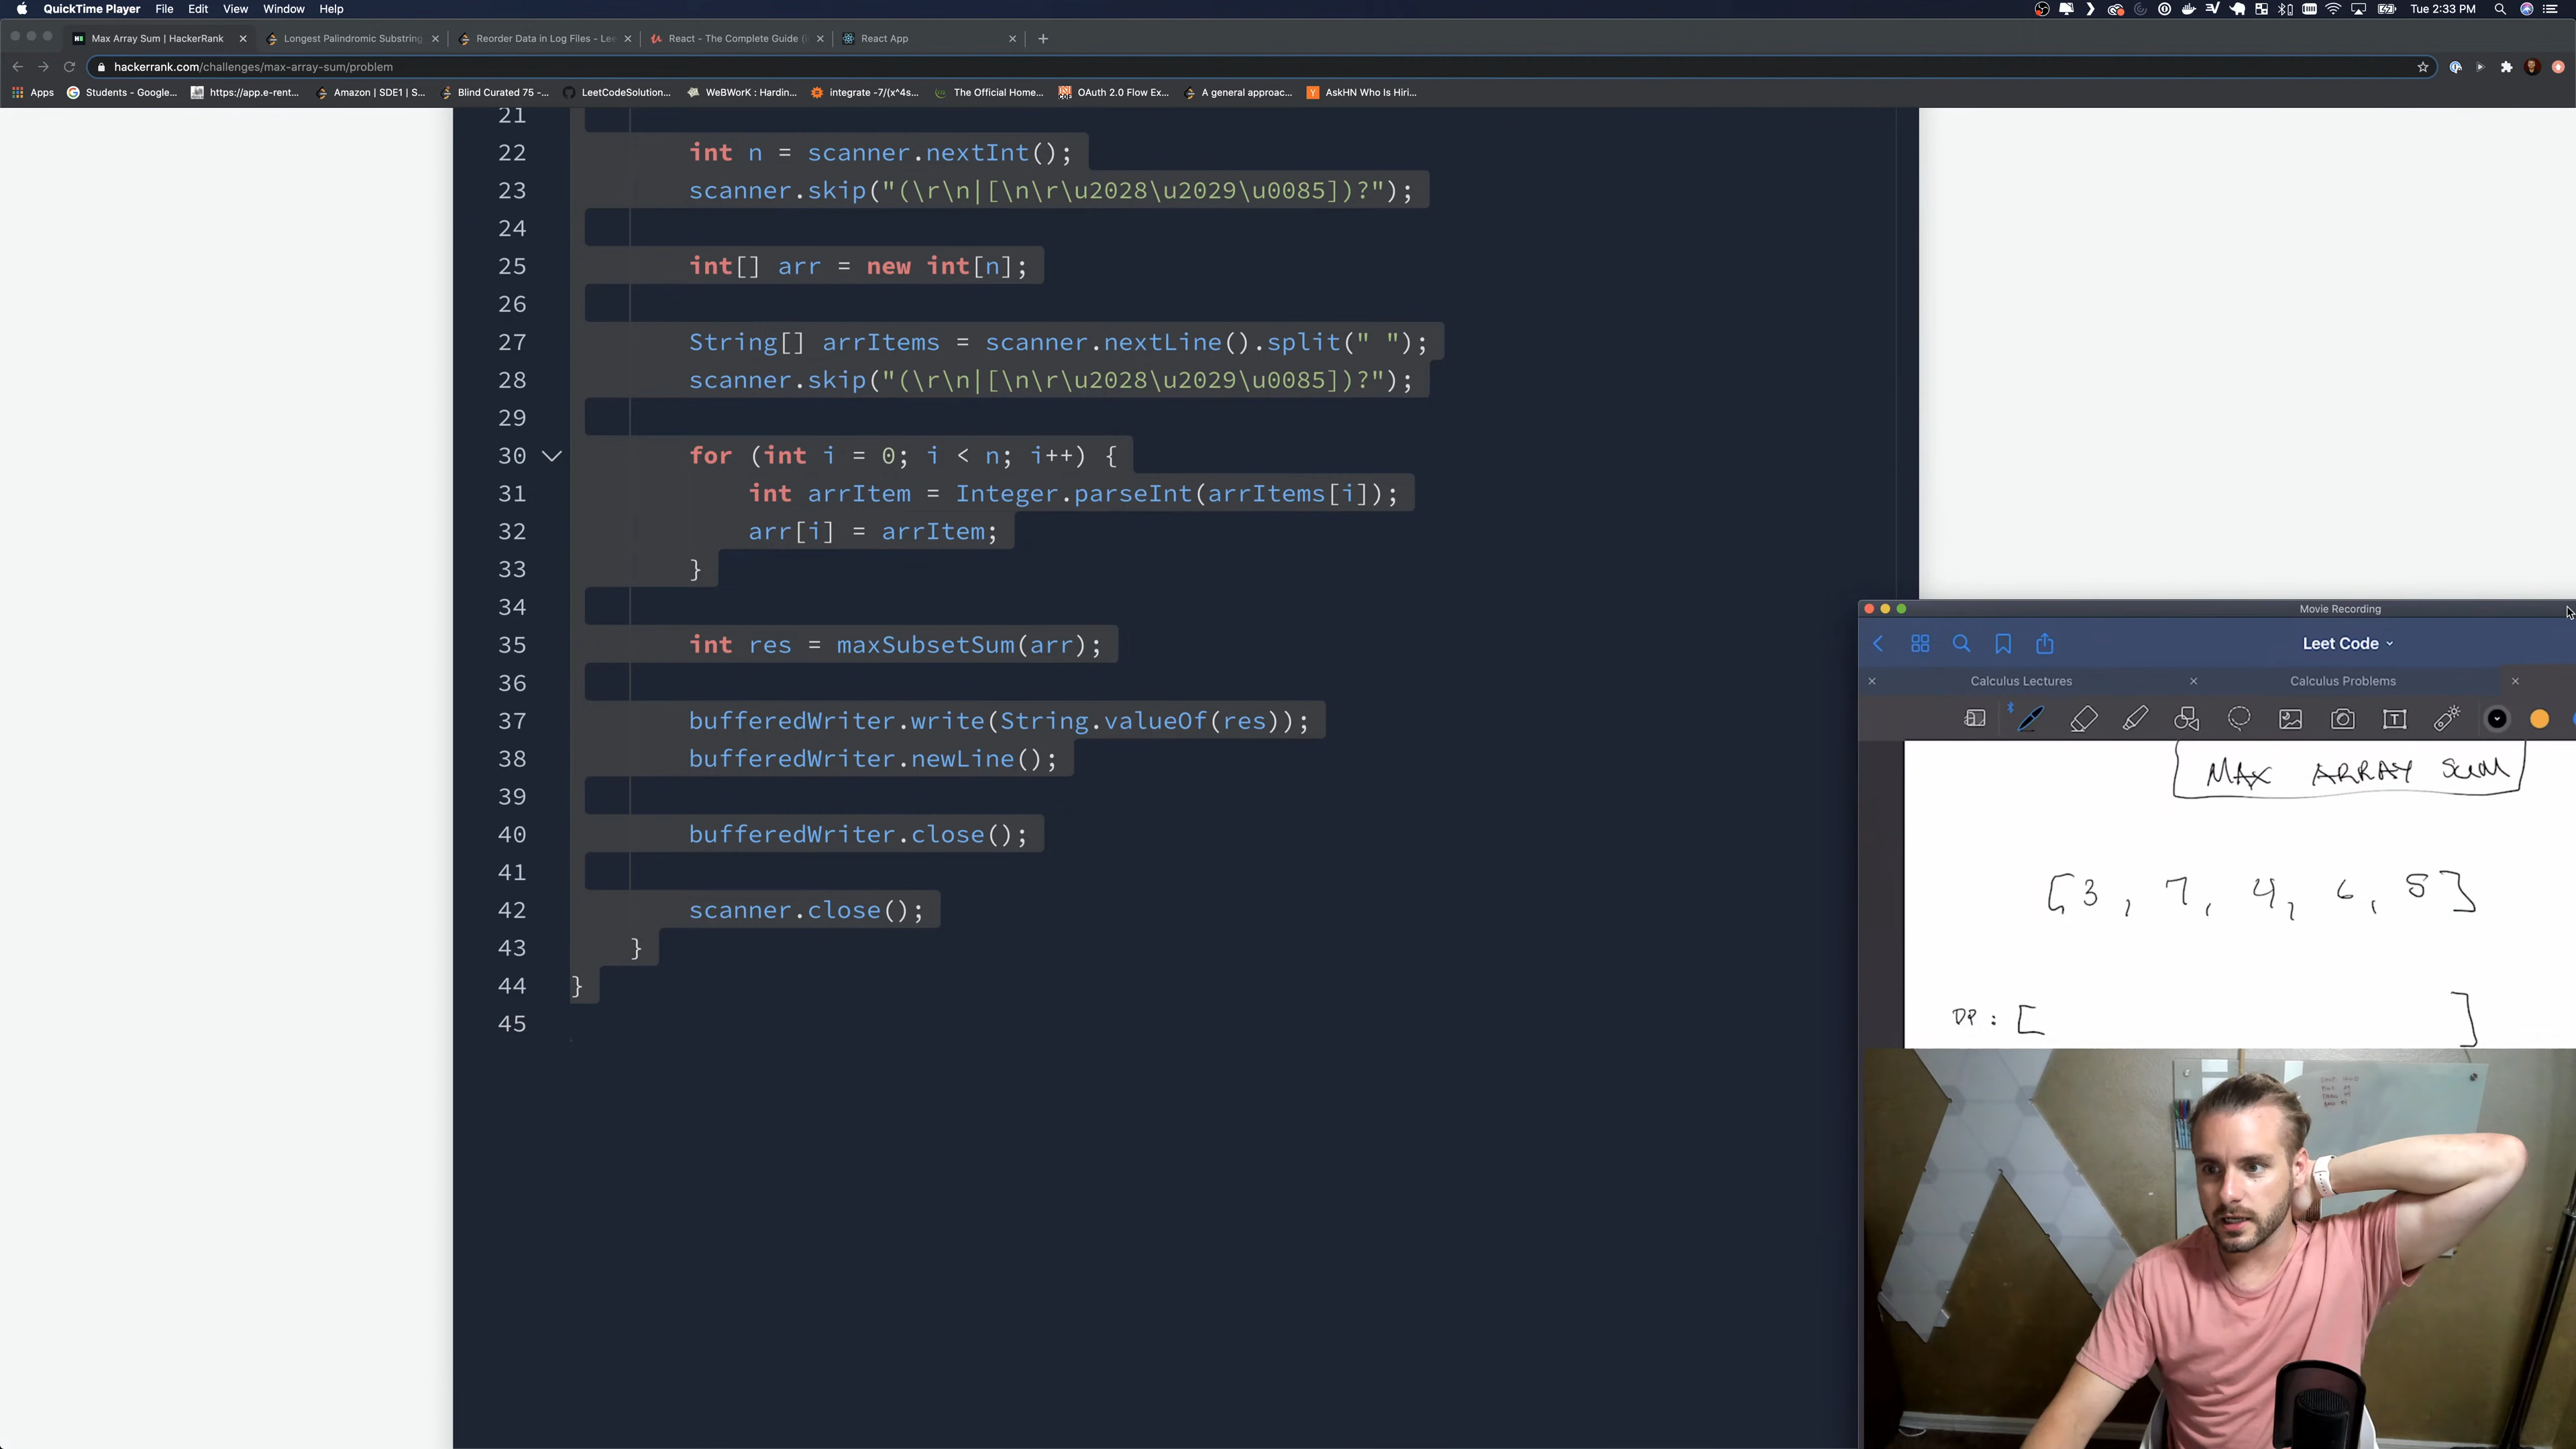 QuickTime Player File Edit View Window Help Tue 2:33 PM
Max Array Sum | HackerRank Longest Palindromic Substring Reorder Data in Log Files - Lee React - The Complete Guide (i React App
hackerrank.com/challenges/max-array-sum/problem
Apps Students - Google... https://app.e-rent... Amazon | SDE1 | S... Blind Curated 75 -... LeetCodeSolution... WeBWorK : Hardin... integrate -7/(x^4s... The Official Home... OAuth 2.0 Flow Ex... A general approac... AskHN Who Is Hiri...
21
22 int n = scanner.nextInt();
23 scanner.skip("(\r\n|[\n\r\u2028\u2029\u0085])?");
24
25 int[] arr = new int[n];
26
27 String[] arrItems = scanner.nextLine().split(" ");
28 scanner.skip("(\r\n|[\n\r\u2028\u2029\u0085])?");
29
30 for (int i = 0; i < n; i++) {
31 int arrItem = Integer.parseInt(arrItems[i]);
32 arr[i] = arrItem;
33 }
34
35 int res = maxSubsetSum(arr);
36
37 bufferedWriter.write(String.valueOf(res));
38 bufferedWriter.newLine();
39
40 bufferedWriter.close();
41
42 scanner.close();
43 }
44 }
45
Movie Recording
Leet Code
Calculus Lectures Calculus Problems
MAX ARRAY SUM
[3, 7, 4, 6, 5]
DP : [ ]